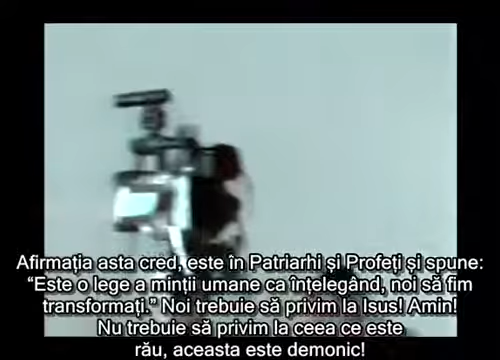 Afirmația asta cred, este în Patriarhi și Profeți și spune:
“Este o lege a minții umane ca înțelegând, noi să fim
transformați.” Noi trebuie să privim la Isus! Amin!
Nu trebuie să privim la ceea ce este
rău, aceasta este demonic!